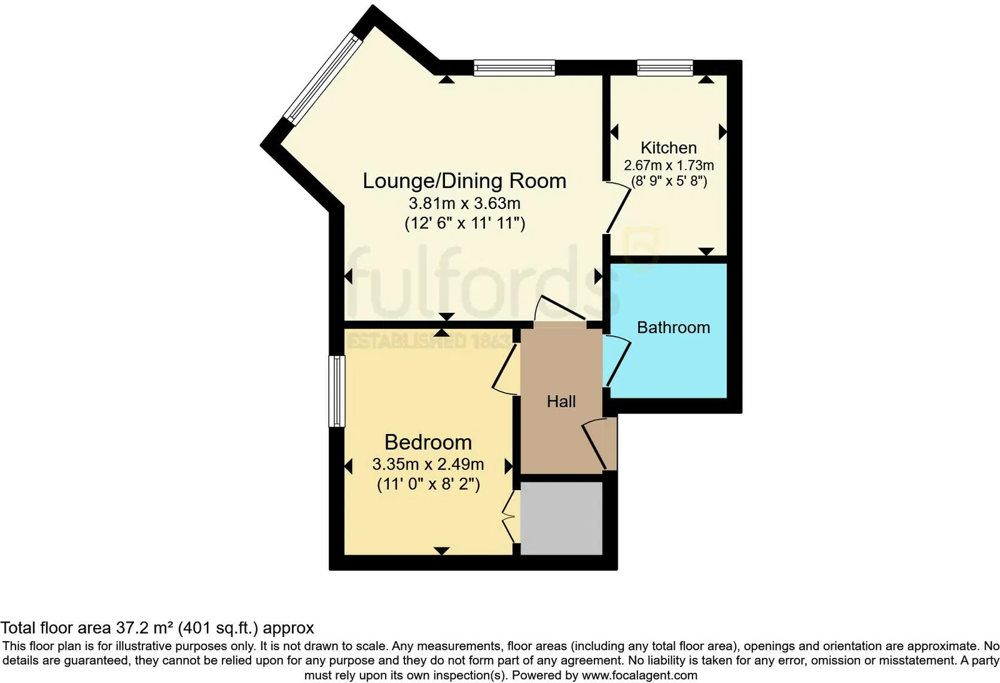 Kitchen
2.67m x 1.73m
(8' 9" x 5' 8")
Lounge/Dining Room
3.81m x 3.63m
(12' 6" x 11' 11")
fulfords
ESTABLISHED 1863
Bathroom
Hall
Bedroom
3.35m x 2.49m
(11' 0" x 8' 2")
Total floor area 37.2 m² (401 sq.ft.) approx
This floor plan is for illustrative purposes only. It is not drawn to scale. Any measurements, floor areas (including any total floor area), openings and orientation are approximate. No
details are guaranteed, they cannot be relied upon for any purpose and they do not form part of any agreement. No liability is taken for any error, omission or misstatement. A party
must rely upon its own inspection(s). Powered by www.focalagent.com